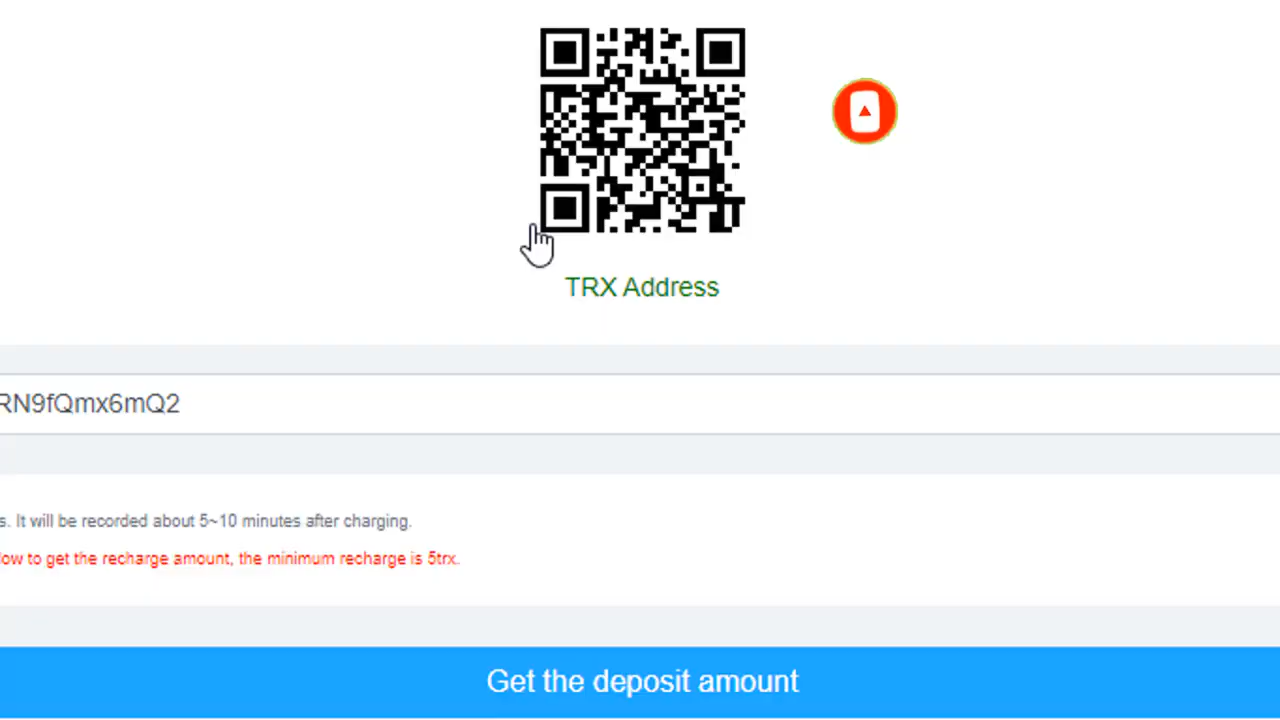 TRX Address
RN9fQmx6mQ2
s. It will be recorded about 5~10 minutes after charging.
low to get the recharge amount, the minimum recharge is 5trx.
Get the deposit amount